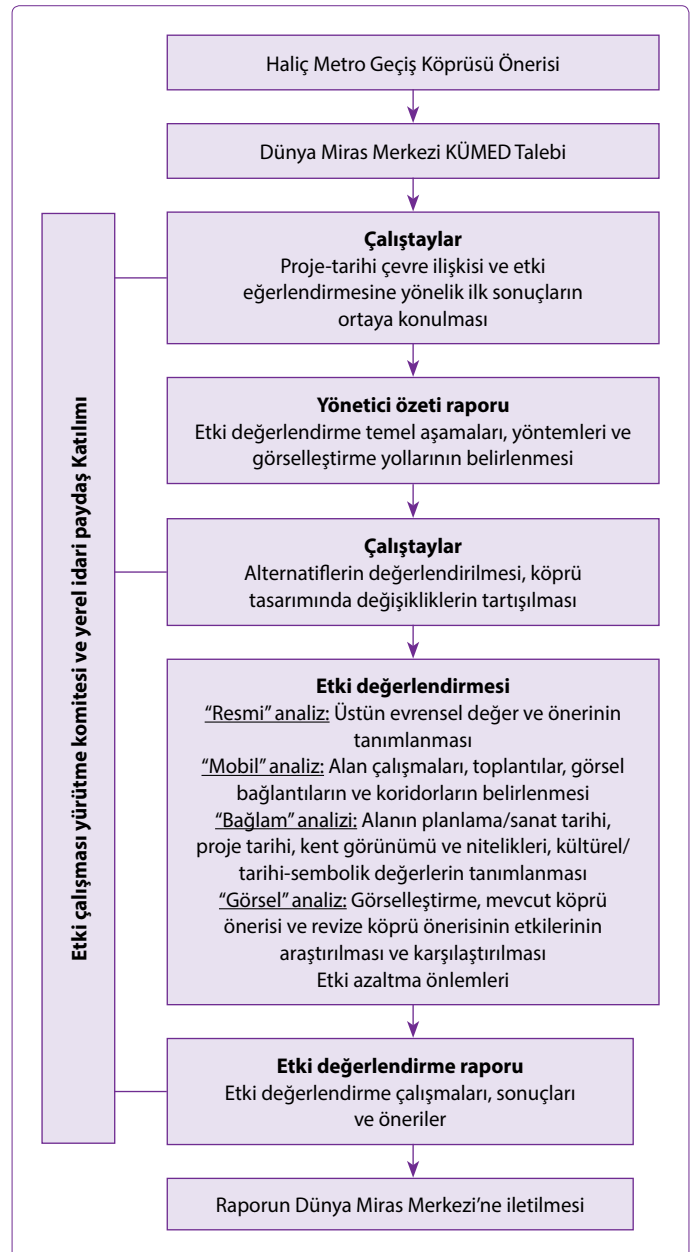 Haliç Metro Geçiş Köprüsü Önerisi
Dünya Miras Merkezi KÜMED Talebi
Etki çalışması yürütme komitesi ve yerel idari paydaş Katılımı
Çalıştaylar
Proje-tarihi çevre ilişkisi ve etki
eğerlendirmesine yönelik ilk sonuçların
ortaya konulması
Yönetici özeti raporu
Etki değerlendirme temel aşamaları, yöntemleri ve
görselleştirme yollarının belirlenmesi
Çalıştaylar
Alternatiflerin değerlendirilmesi, köprü
tasarımında değişikliklerin tartışılması
Etki değerlendirmesi
“Resmi” analiz: Üstün evrensel değer ve önerinin
tanımlanması
“Mobil” analiz: Alan çalışmaları, toplantılar, görsel
bağlantıların ve koridorların belirlenmesi
“Bağlam” analizi: Alanın planlama/sanat tarihi,
proje tarihi, kent görünümü ve nitelikleri, kültürel/
tarihi-sembolik değerlerin tanımlanması
“Görsel” analiz: Görselleştirme, mevcut köprü
önerisi ve revize köprü önerisinin etkilerinin
araştırılması ve karşılaştırılması
Etki azaltma önlemleri
Etki değerlendirme raporu
Etki değerlendirme çalışmaları, sonuçları
ve öneriler
Raporun Dünya Miras Merkezi’ne iletilmesi